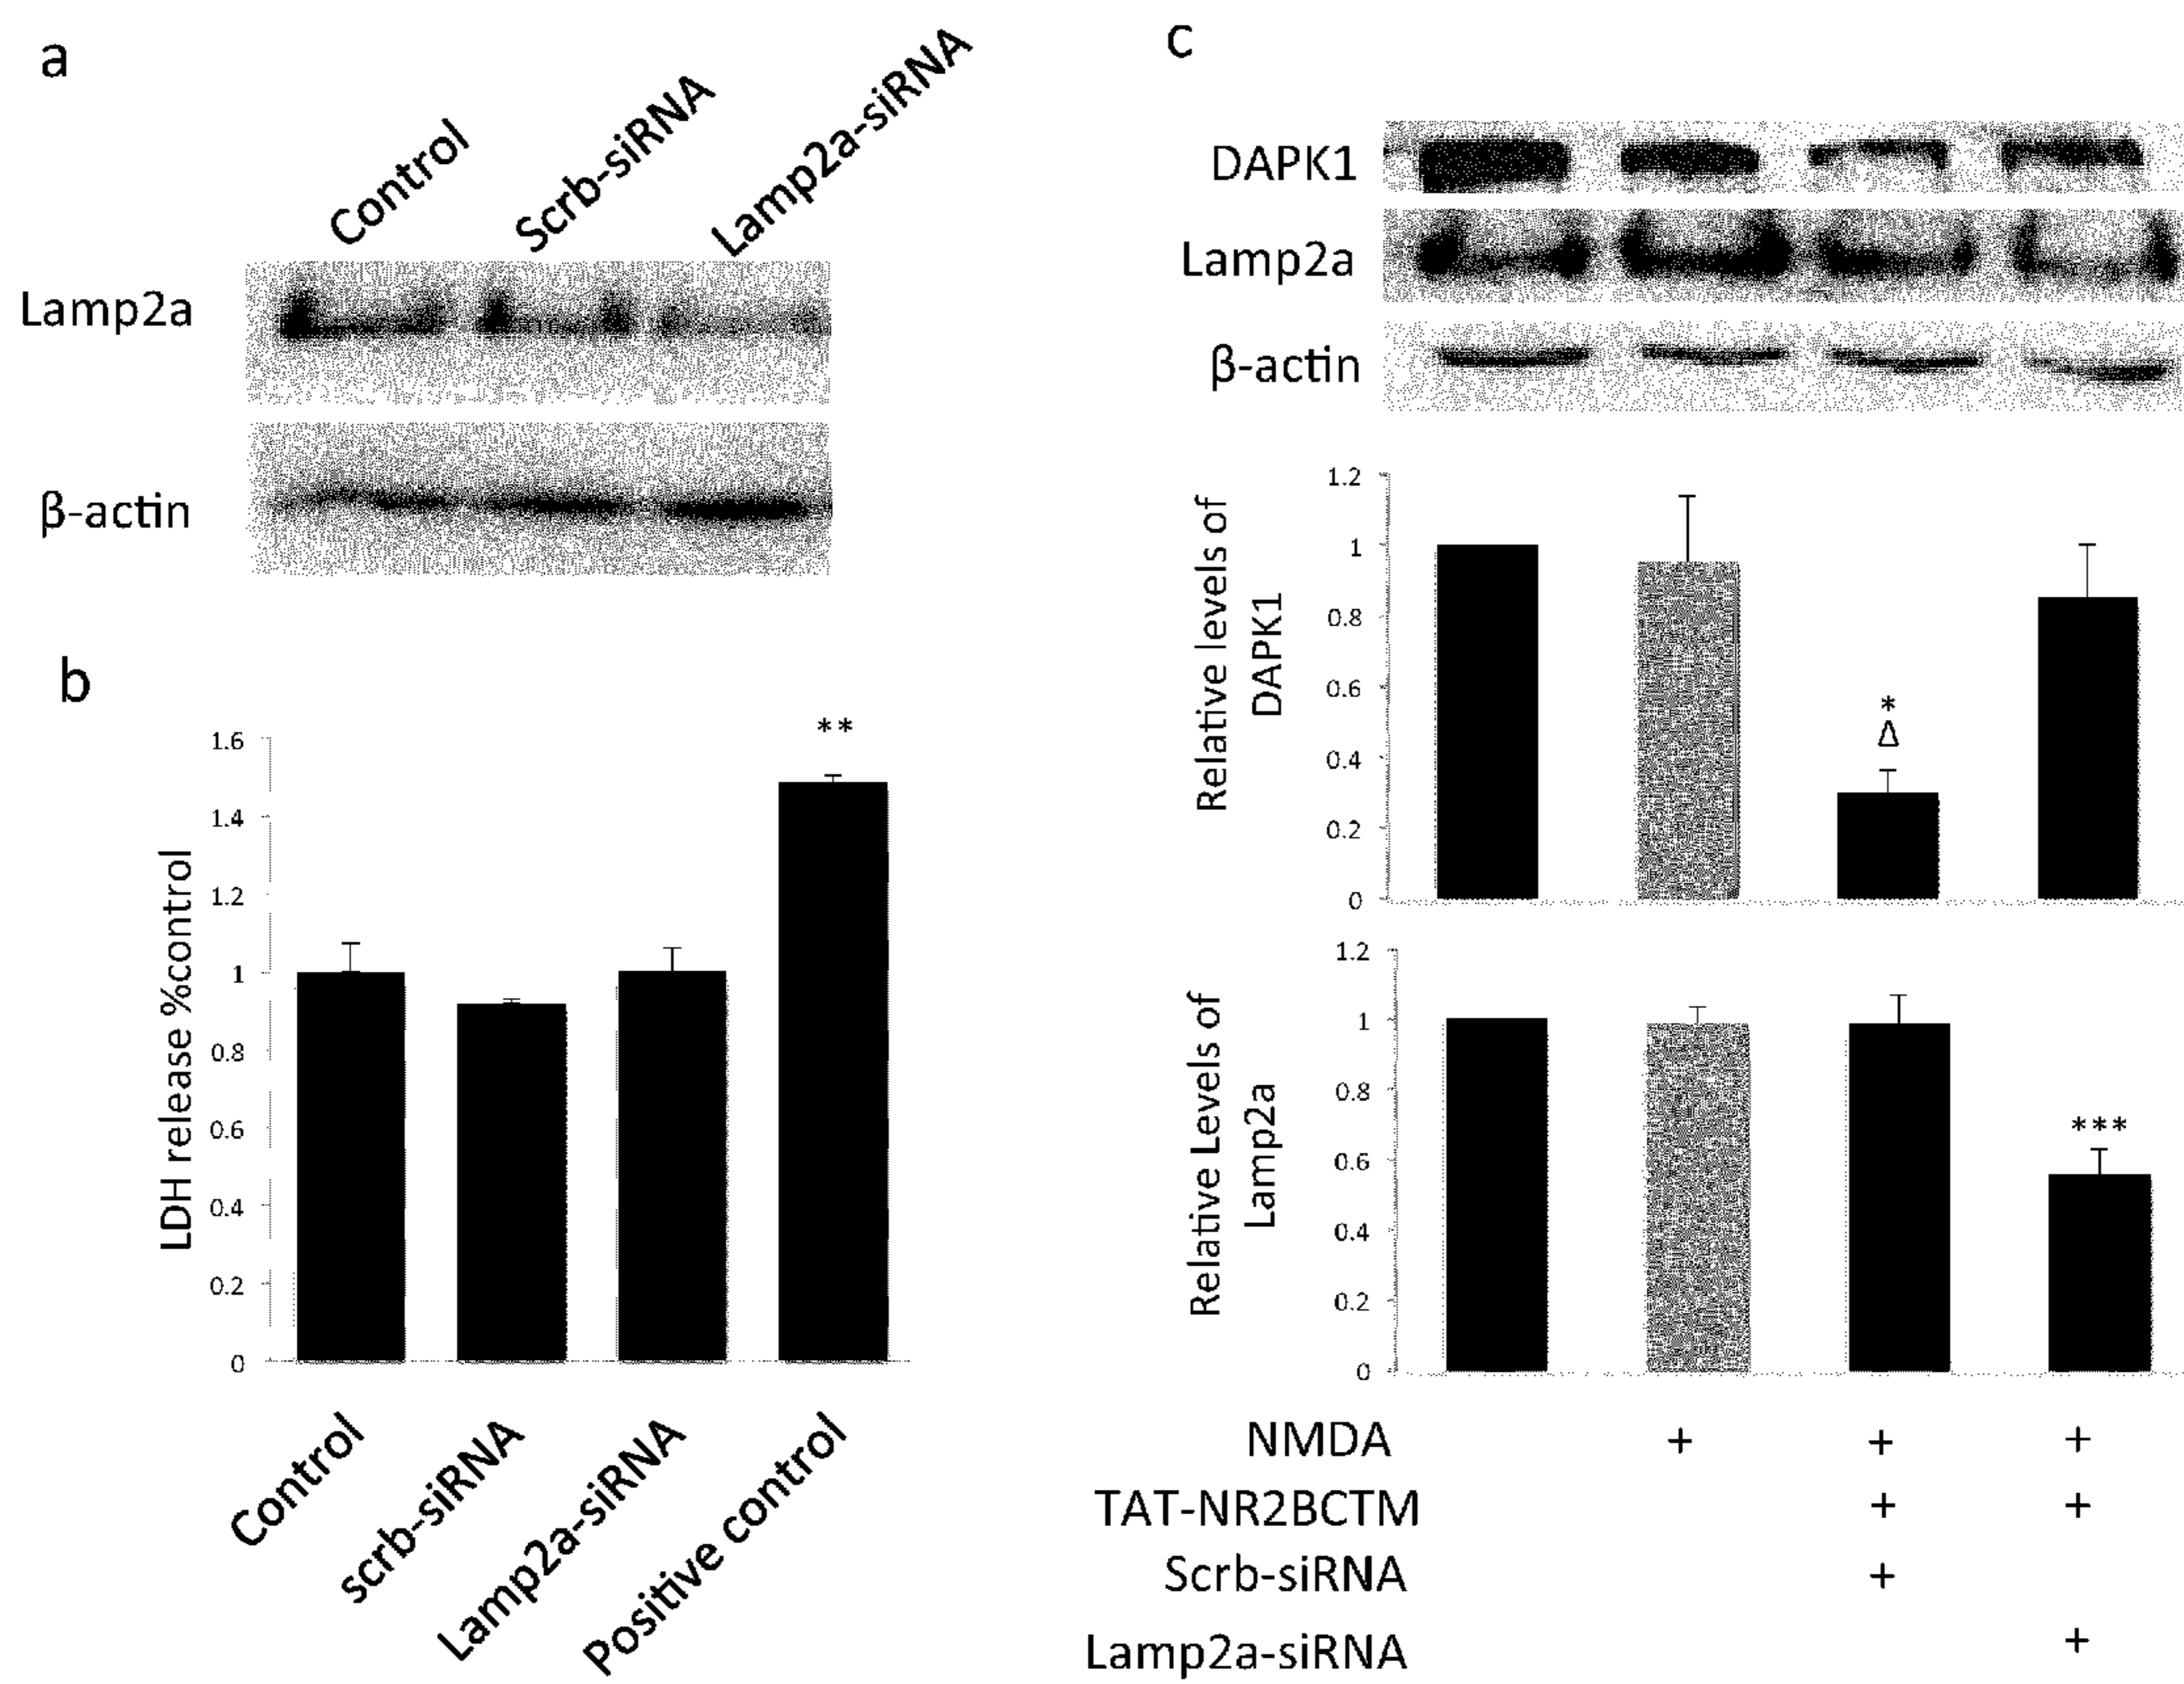 a
Control
Scrb-siRNA
Lamp2a-siRNA
Lamp2a
β-actin
b
LDH release %control
1.6
1.4
1.2
1
0.8
0.6
0.4
0.2
0
**
Control
scrb-siRNA
Lamp2a-siRNA
Positive control
c
DAPK1
Lamp2a
β-actin
Relative levels of
DAPK1
1.2
1
0.8
0.6
0.4
0.2
0
*
Δ
Relative Levels of
Lamp2a
1.2
1
0.8
0.6
0.4
0.2
0
***
NMDA + + +
TAT-NR2BCTM + +
Scrb-siRNA +
Lamp2a-siRNA +